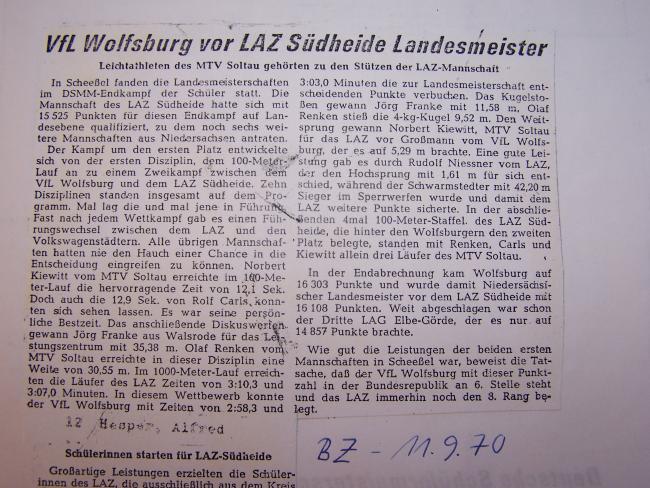 VfL Wolfsburg vor LAZ Südheide Landesmeister
Leichtathleten des MTV Soltau gehörten zu den Stützen der LAZ-Mannschaft
In Scheeßel fanden die Landesmeisterschaften
im DSMM-Endkampf der Schüler statt. Die
Mannschaft des LAZ Südheide hatte sich mit
15 525 Punkten für diesen Endkampf auf Lan-
desebene qualifiziert, zu dem noch sechs wei-
tere Mannschaften aus Niedersachsen antraten.
Der Kampf um den ersten Platz entwickelte
sich von der ersten Disziplin, dem 100-Meter-
Lauf an zu einem Zweikampf zwischen dem
VfL Wolfsburg und dem LAZ Südheide. Zehn
Disziplinen standen insgesamt auf dem Pro-
gramm. Mal lag die und mal jene in Führung.
Fast nach jedem Wettkampf gab es einen Füh-
rungswechsel zwischen dem LAZ und den
Volkswagenstädtern. Alle übrigen Mannschaf-
ten hatten nie den Hauch einer Chance in die
Entscheidung eingreifen zu können. Norbert
Kiewitt vom MTV Soltau erreichte im 100-Me-
ter-Lauf die hervorragende Zeit von 12,1 Sek.
Doch auch die 12,9 Sek. von Rolf Carls konn-
ten sich sehen lassen. Es war seine persön-
liche Bestzeit. Das anschließende Diskuswerfen
gewann Jörg Franke aus Walsrode für das Lei-
stungszentrum mit 35,38 m. Olaf Renken vom
MTV Soltau erreichte in dieser Disziplin eine
Weite von 30,55 m. Im 1000-Meter-Lauf erreich-
ten die Läufer des LAZ Zeiten von 3:10,3 und
3:07,0 Minuten. In diesem Wettbewerb konnte
der VfL Wolfsburg mit Zeiten von 2:58,3 und
3:03,0 Minuten die zur Landesmeisterschaft ent-
scheidenden Punkte verbuchen. Das Kugelsto-
ßen gewann Jörg Franke mit 11,58 m. Olaf
Renken stieß die 4-kg-Kugel 9,52 m. Den Weit-
sprung gewann Norbert Kiewitt, MTV Soltau
für das LAZ vor Großmann vom VfL Wolfs-
burg, der es auf 5,29 m brachte. Eine gute Lei-
stung gab es durch Rudolf Niessner vom LAZ,
der den Hochsprung mit 1,61 m für sich ent-
schied, während der Schwarmstedter mit 42,20 m
Sieger im Sperrwerfen wurde und damit dem
LAZ weitere Punkte sicherte. In der abschlie-
ßenden 4mal 100-Meter-Staffel. des LAZ Süd-
heide, die hinter den Wolfsburgern den zweiten
Platz belegte, standen mit Renken, Carls und
Kiewitt allein drei Läufer des MTV Soltau.
In der Endabrechnung kam Wolfsburg auf
16 303 Punkte und wurde damit Niedersächsi-
scher Landesmeister vor dem LAZ Südheide mit
16 108 Punkten. Weit abgeschlagen war schon
der Dritte LAG Elbe-Görde, der es nur auf
14 857 Punkte brachte.
Wie gut die Leistungen der beiden ersten
Mannschaften in Scheeßel war, beweist die Tat-
sache, daß der VfL Wolfsburg mit dieser Punkt-
zahl in der Bundesrepublik an 6. Stelle steht
und das LAZ immerhin noch den 8. Rang be-
legt.
12 Hesper, Alfred
BZ - 11.9.70
Schülerinnen starten für LAZ-Südheide
Großartige Leistungen erzielten die Schüler-
innen des LAZ, die ausschließlich aus dem Kreis